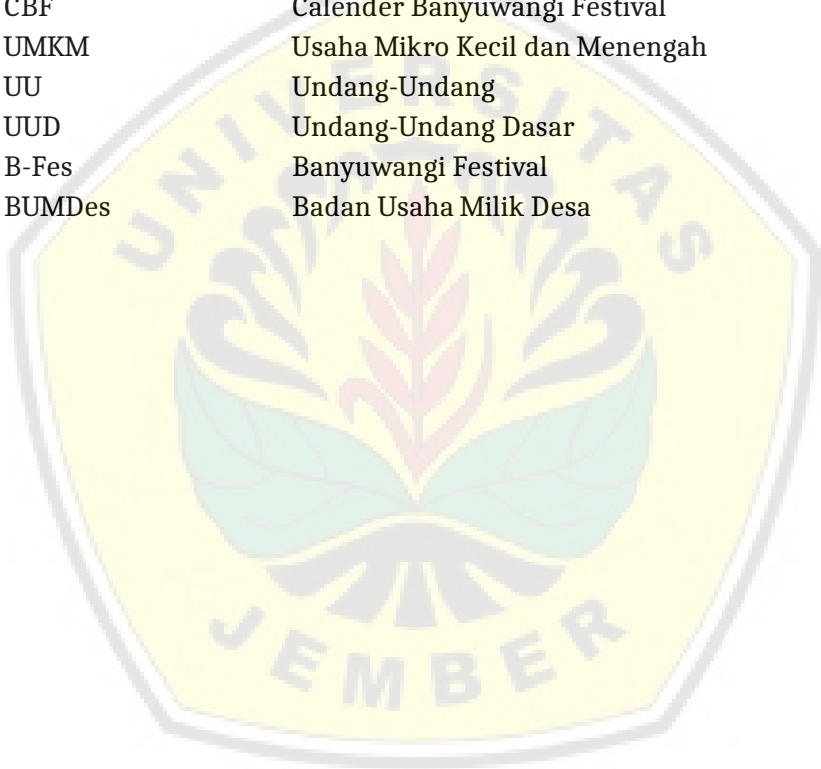 CBF Calender Banyuwangi Festival
UMKM Usaha Mikro Kecil dan Menengah
UU Undang-Undang
UUD Undang-Undang Dasar
B-Fes Banyuwangi Festival
BUMDes Badan Usaha Milik Desa
UNIVERSITAS
JEMBER